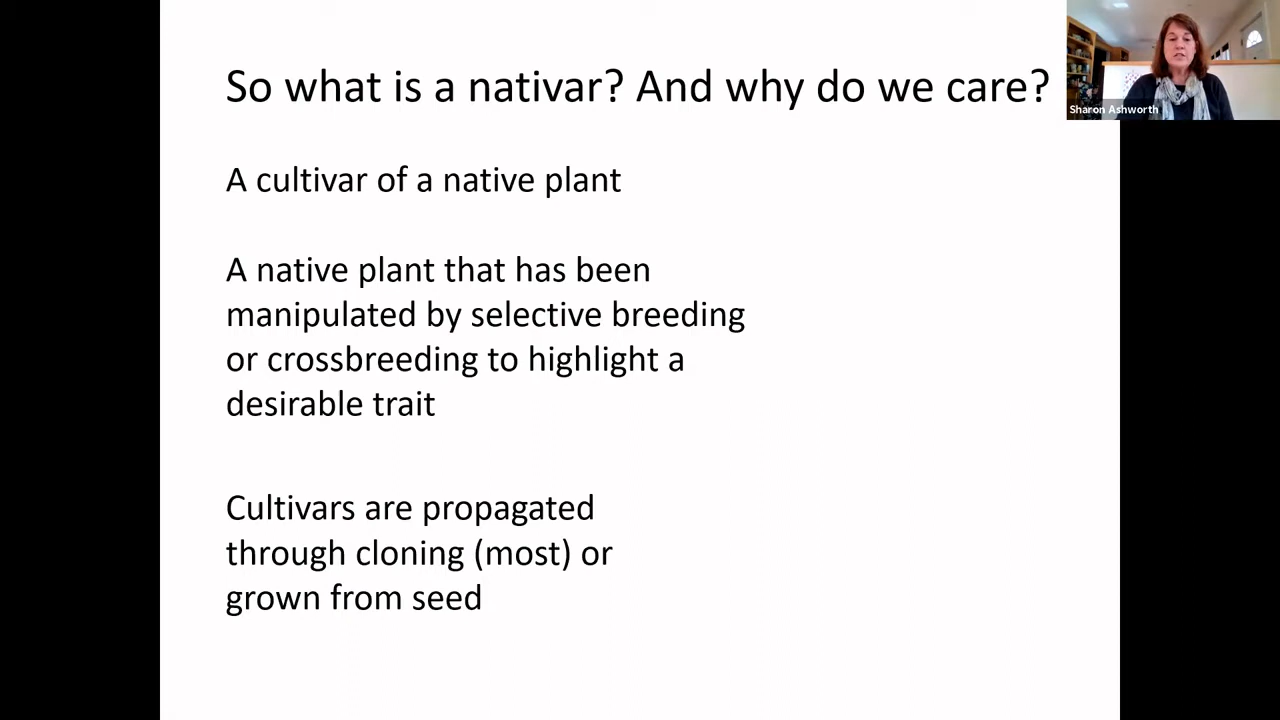 So what is a nativar? And why do we care?
Sharon Ashworth
A cultivar of a native plant
A native plant that has been
manipulated by selective breeding
or crossbreeding to highlight a
desirable trait
Cultivars are propagated
through cloning (most) or
grown from seed